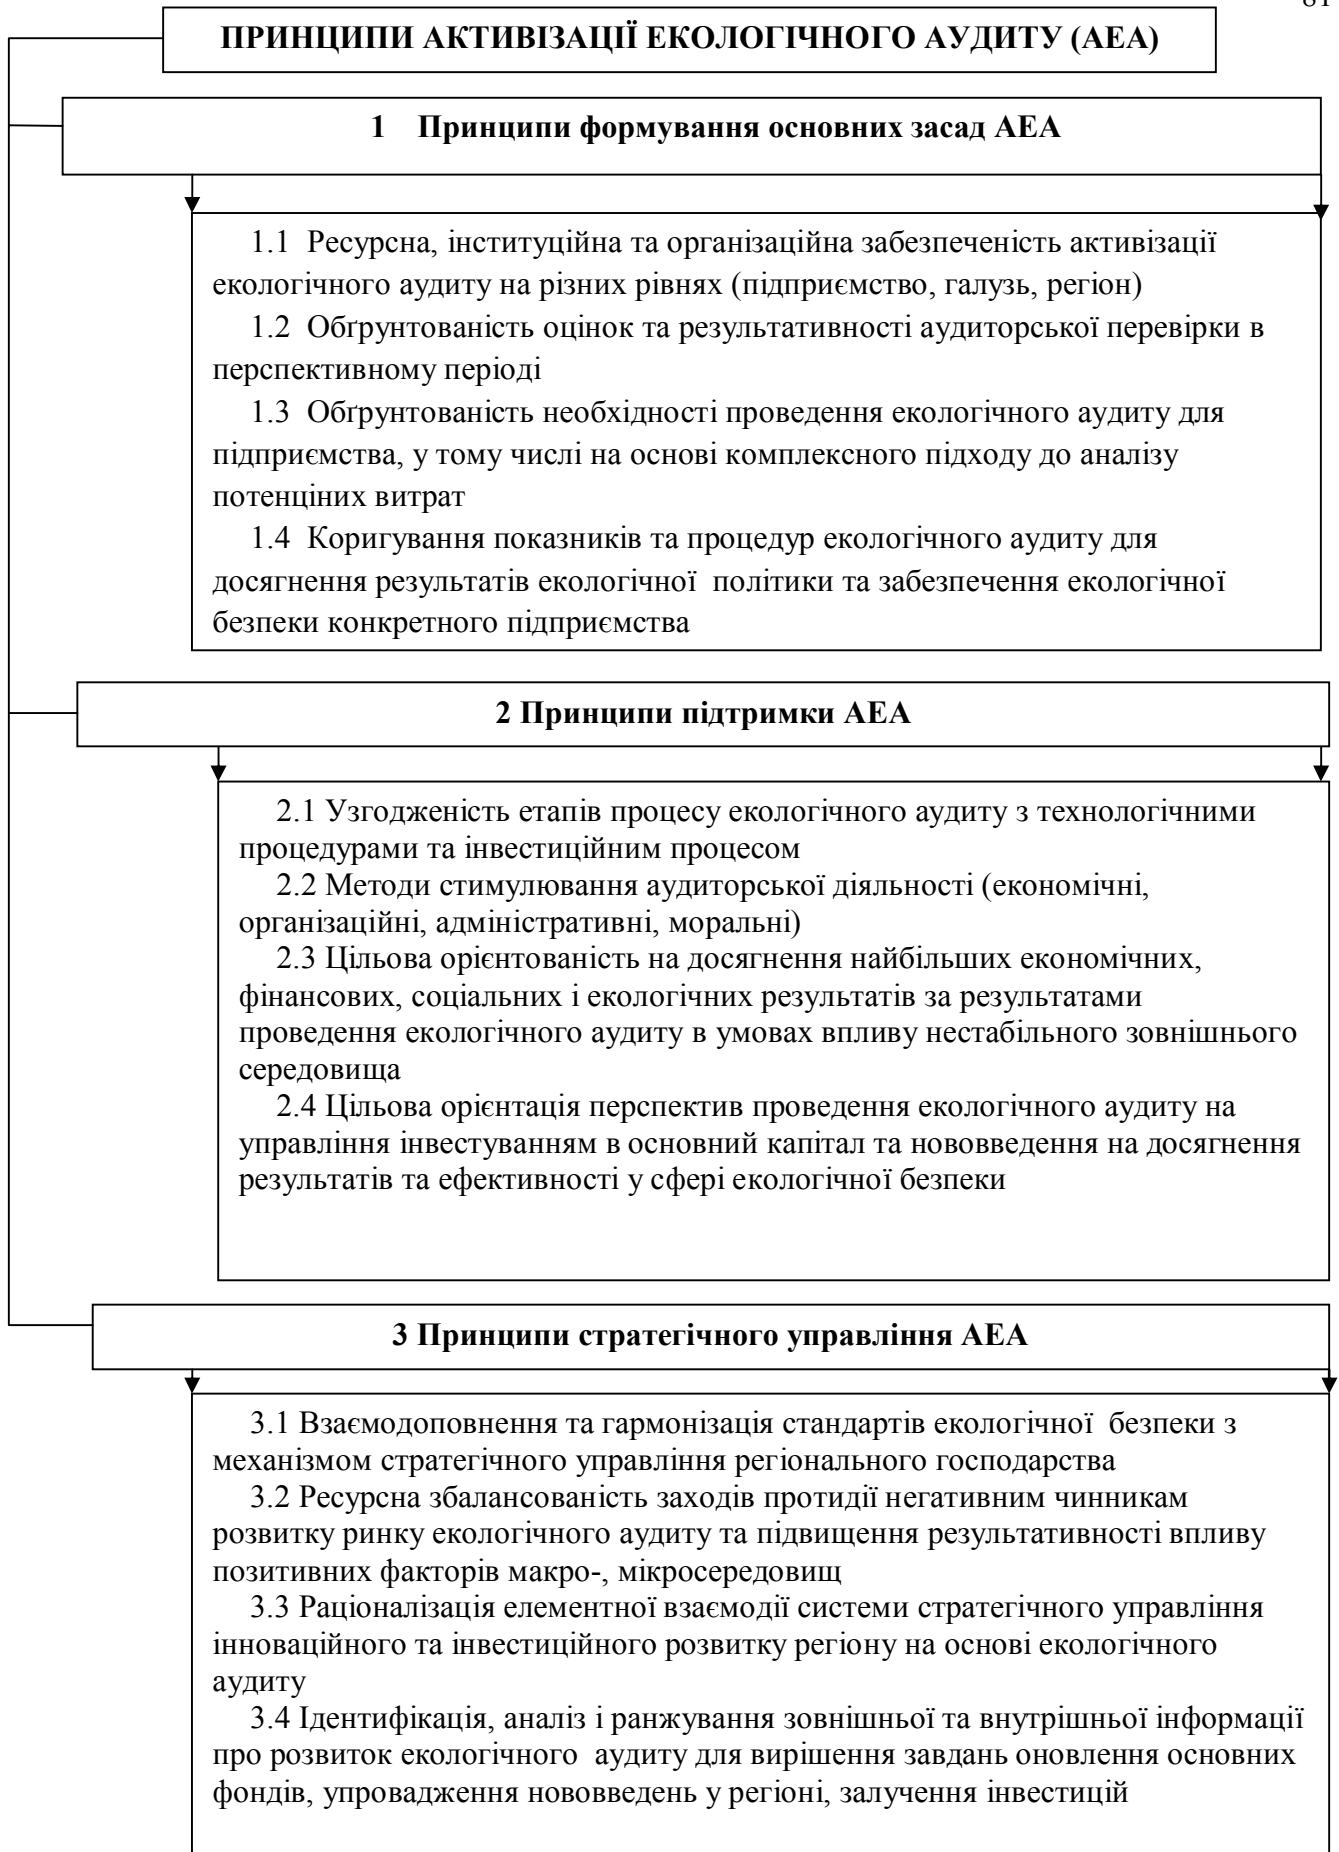 81
ПРИНЦИПИ АКТИВІЗАЦІЇ ЕКОЛОГІЧНОГО АУДИТУ (АЕА)
1 Принципи формування основних засад АЕА
1.1 Ресурсна, інституційна та організаційна забезпеченість активізації
екологічного аудиту на різних рівнях (підприємство, галузь, регіон)
1.2 Обґрунтованість оцінок та результативності аудиторської перевірки в
перспективному періоді
1.3 Обґрунтованість необхідності проведення екологічного аудиту для
підприємства, у тому числі на основі комплексного підходу до аналізу
потенціних витрат
1.4 Коригування показників та процедур екологічного аудиту для
досягнення результатів екологічної політики та забезпечення екологічної
безпеки конкретного підприємства
2 Принципи підтримки АЕА
2.1 Узгодженість етапів процесу екологічного аудиту з технологічними
процедурами та інвестиційним процесом
2.2 Методи стимулювання аудиторської діяльності (економічні,
організаційні, адміністративні, моральні)
2.3 Цільова орієнтованість на досягнення найбільших економічних,
фінансових, соціальних і екологічних результатів за результатами
проведення екологічного аудиту в умовах впливу нестабільного зовнішнього
середовища
2.4 Цільова орієнтація перспектив проведення екологічного аудиту на
управління інвестуванням в основний капітал та нововведення на досягнення
результатів та ефективності у сфері екологічної безпеки
3 Принципи стратегічного управління АЕА
3.1 Взаємодоповнення та гармонізація стандартів екологічної безпеки з
механізмом стратегічного управління регіонального господарства
3.2 Ресурсна збалансованість заходів протидії негативним чинникам
розвитку ринку екологічного аудиту та підвищення результативності впливу
позитивних факторів макро-, мікросередовищ
3.3 Раціоналізація елементної взаємодії системи стратегічного управління
інноваційного та інвестиційного розвитку регіону на основі екологічного
аудиту
3.4 Ідентифікація, аналіз і ранжування зовнішньої та внутрішньої інформації
про розвиток екологічного аудиту для вирішення завдань оновлення основних
фондів, упровадження нововведень у регіоні, залучення інвестицій